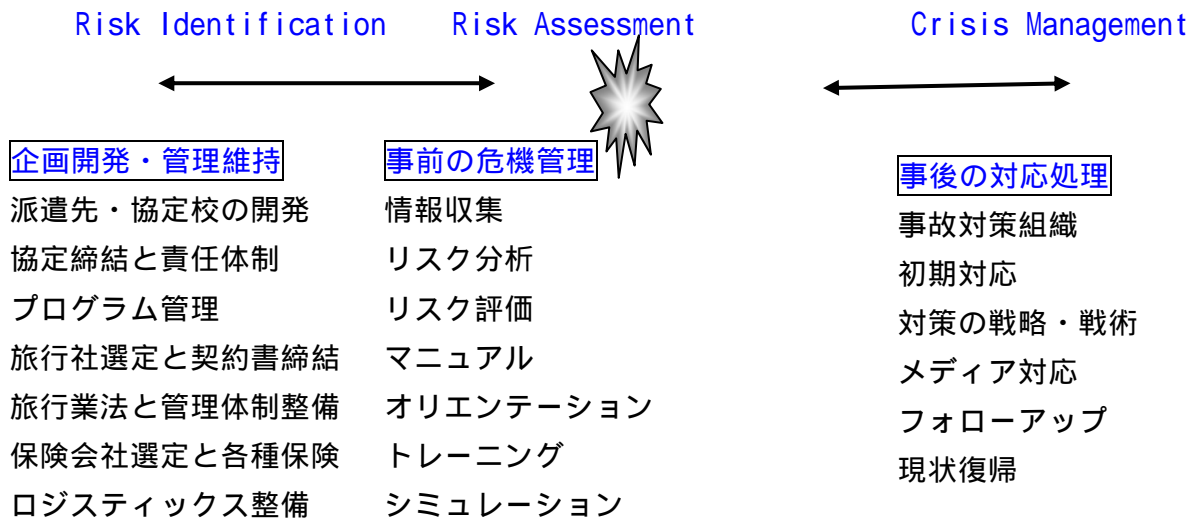 Risk Identification Risk Assessment Crisis Management
企画開発・管理維持
派遣先・協定校の開発
協定締結と責任体制
プログラム管理
旅行社選定と契約書締結
旅行業法と管理体制整備
保険会社選定と各種保険
ロジスティックス整備
事前の危機管理
情報収集
リスク分析
リスク評価
マニュアル
オリエンテーション
トレーニング
シミュレーション
事後の対応処理
事故対策組織
初期対応
対策の戦略・戦術
メディア対応
フォローアップ
現状復帰